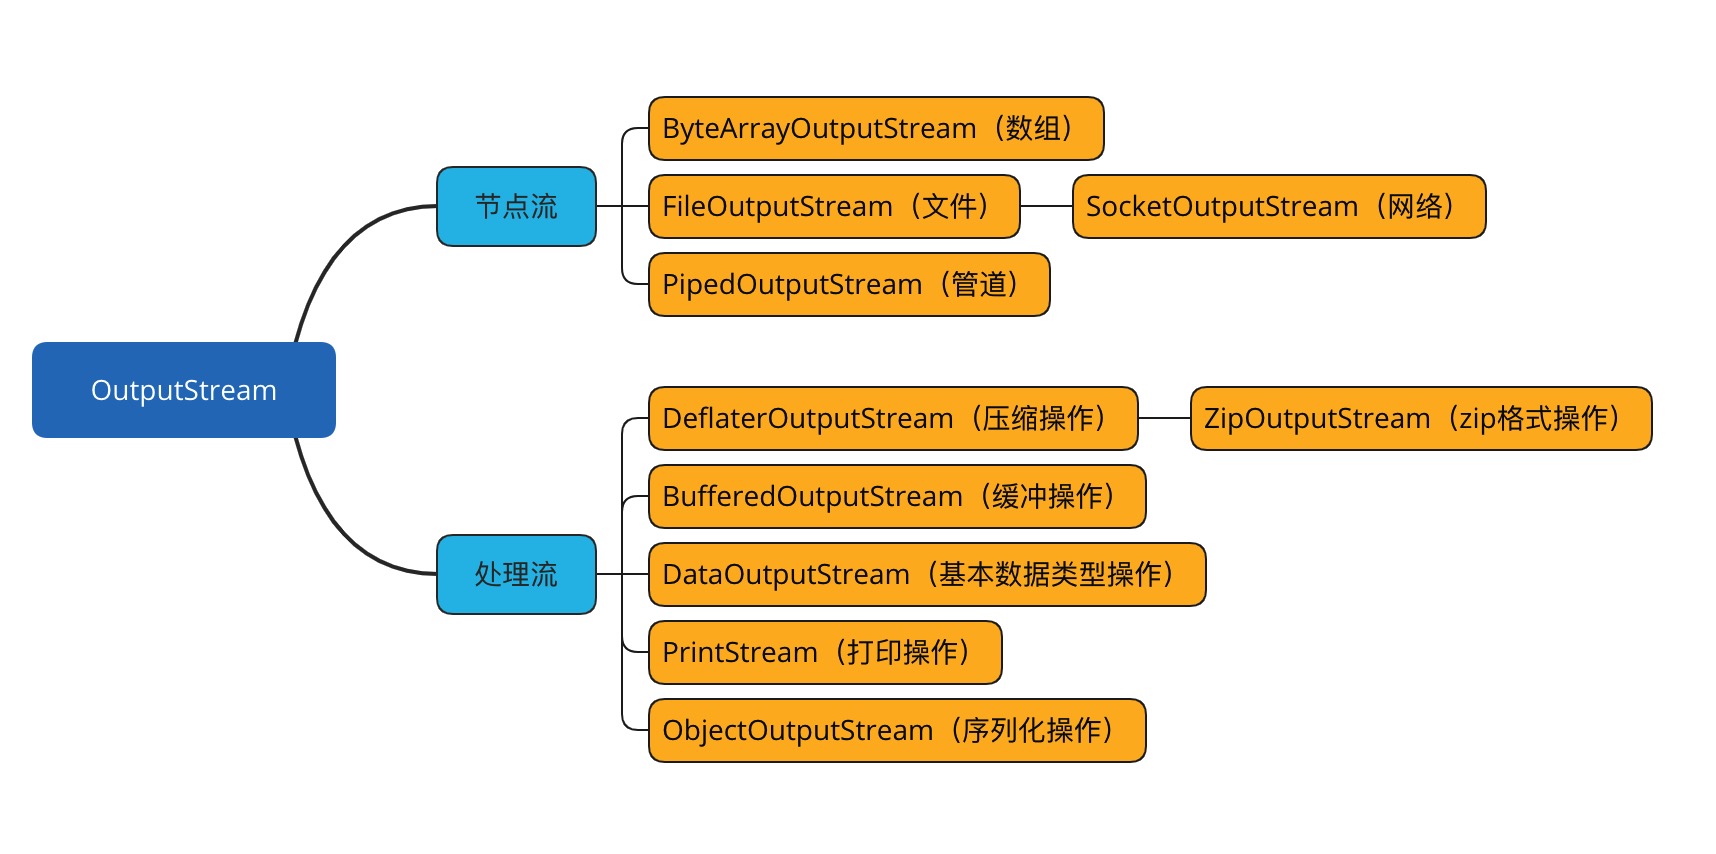 OutputStream
节点流
ByteArrayOutputStream（数组）
FileOutputStream（文件）
SocketOutputStream（网络）
PipedOutputStream（管道）
处理流
DeflaterOutputStream（压缩操作）
ZipOutputStream（zip格式操作）
BufferedOutputStream（缓冲操作）
DataOutputStream（基本数据类型操作）
PrintStream（打印操作）
ObjectOutputStream（序列化操作）